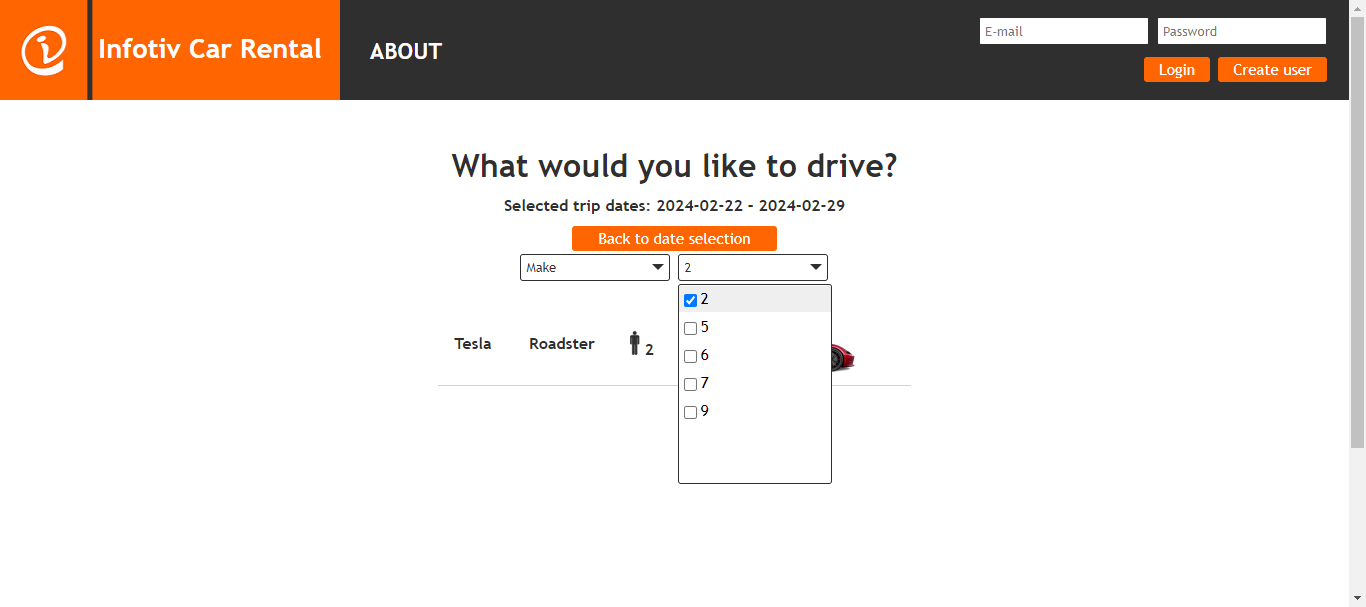 Infotiv Car Rental
ABOUT
E-mail
Password
Login
Create user
What would you like to drive?
Selected trip dates: 2024-02-22 - 2024-02-29
Back to date selection
Make
2
2
5
6
7
9
Tesla
Roadster
2